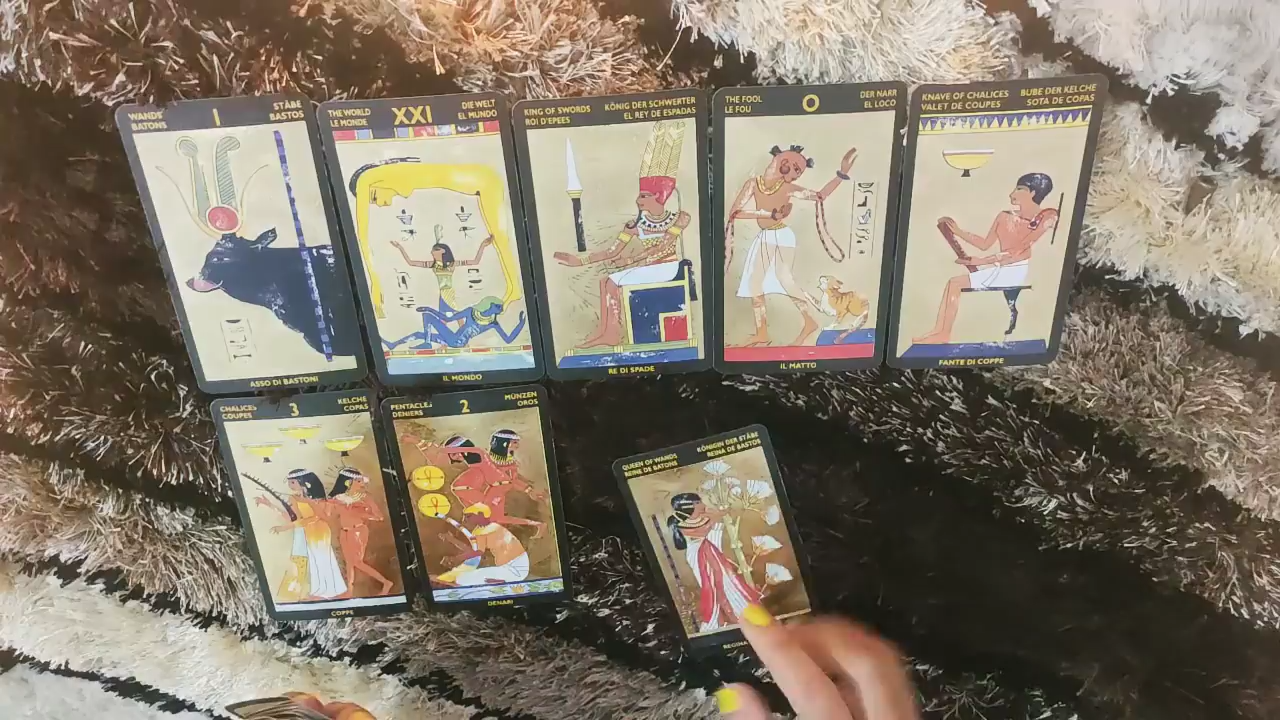 WANDS
BATONS
I
STÄBE
BASTOS
ASSO DI BASTONI
THE WORLD
LE MONDE
XXI
DIE WELT
EL MUNDO
IL MONDO
KING OF SWORDS
ROI D'EPEES
KÖNIG DER SCHWERTER
EL REY DE ESPADAS
RE DI SPADE
THE FOOL
LE FOU
0
DER NARR
EL LOCO
IL MATTO
KNAVE OF CHALICES
VALET DE COUPES
BUBE DER KELCHE
SOTA DE COPAS
FANTE DI COPPE
CHALICES
COUPES
3
KELCHE
COPAS
COPPE
PENTACLES
DENIERS
2
MÜNZEN
OROS
DENARI
QUEEN OF WANDS
REINE DE BATONS
KÖNIGIN DER STÄBE
REINA DE BASTOS
REGINA